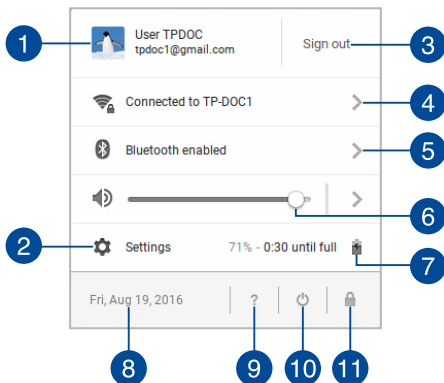 User TPDOC
tpdoc1@gmail.com
Sign out
1
3
Connected to TP-DOC1
4
Bluetooth enabled
5
6
2
Settings
71% - 0:30 until full
7
Fri, Aug 19, 2016
?
8
9
10
11